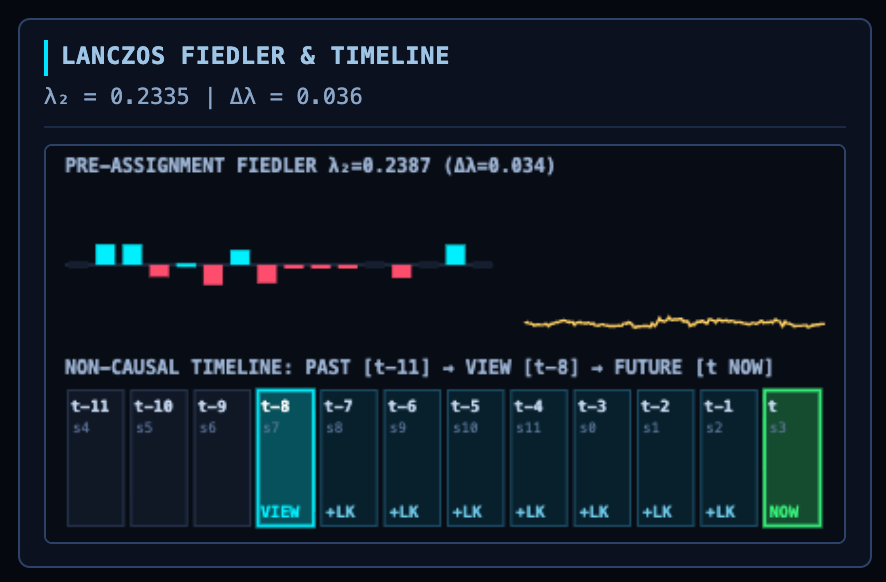 LANCZOS FIEDLER & TIMELINE
λ₂ = 0.2335 | Δλ = 0.036
PRE-ASSIGNMENT FIEDLER λ₂=0.2387 (Δλ=0.034)
NON-CAUSAL TIMELINE: PAST [t-11] → VIEW [t-8] → FUTURE [t NOW]
t-11 t-10 t-9 t-8 t-7 t-6 t-5 t-4 t-3 t-2 t-1 t
s4 s5 s6 s7 s8 s9 s10 s11 s0 s1 s2 s3
VIEW +LK +LK +LK +LK +LK +LK +LK NOW